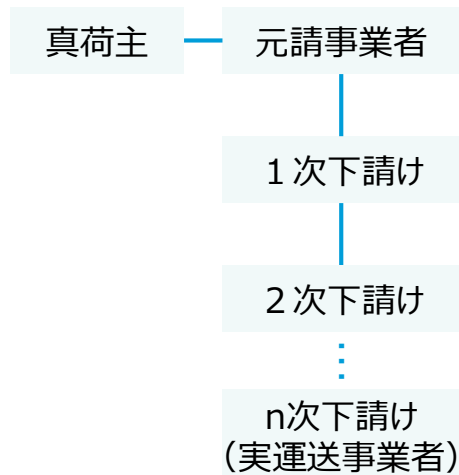 真荷主
元請事業者
１次下請け
２次下請け
n次下請け
（実運送事業者）